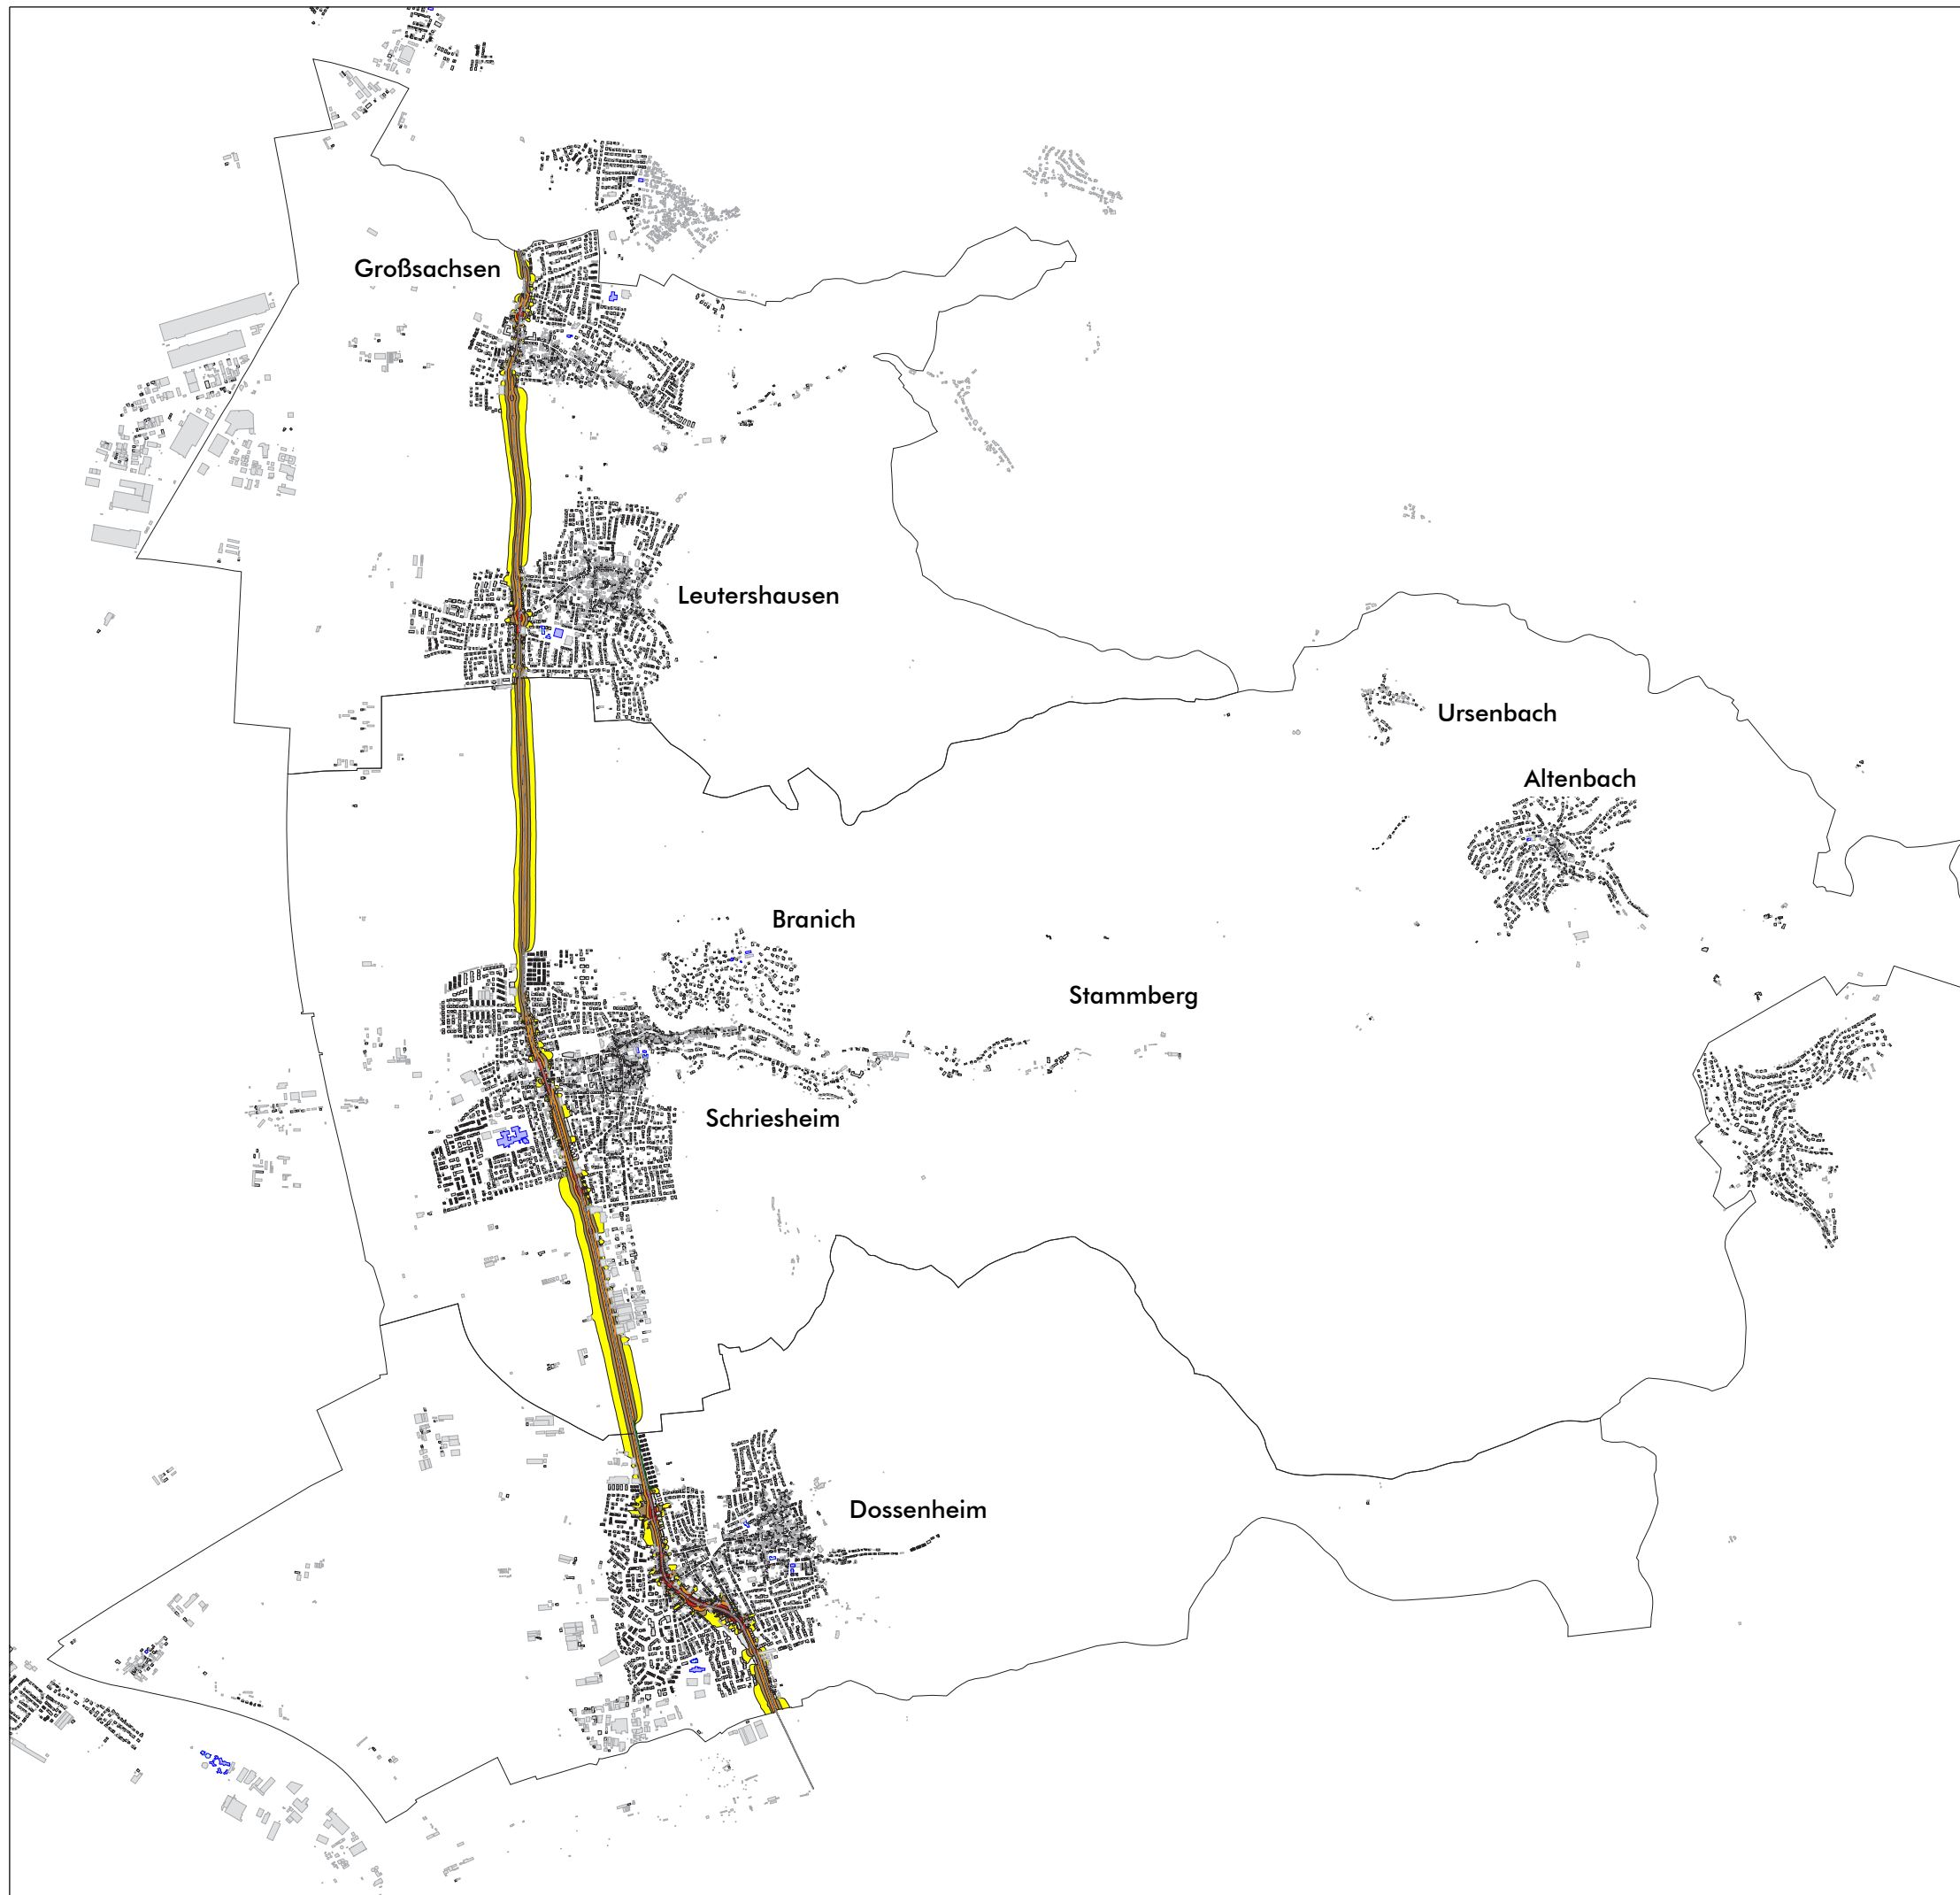 Großsachsen
Leutershausen
Ursenbach
Altenbach
Branich
Stammberg
Schriesheim
Dossenheim